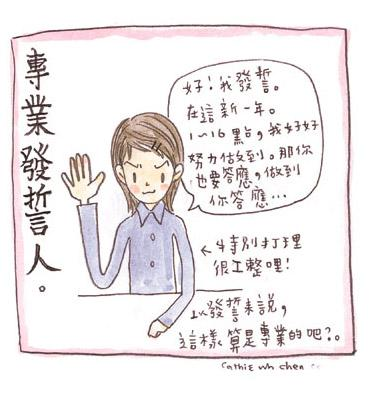 專業發誓人。
好！我發誓。
在這新一年。
1～16點，我好好
努力做到。那你
也要答應，做到
你答應…
←特別打理
很工整哩！
以發誓來說，
這樣算是專業的吧？。
Cathie wh chen